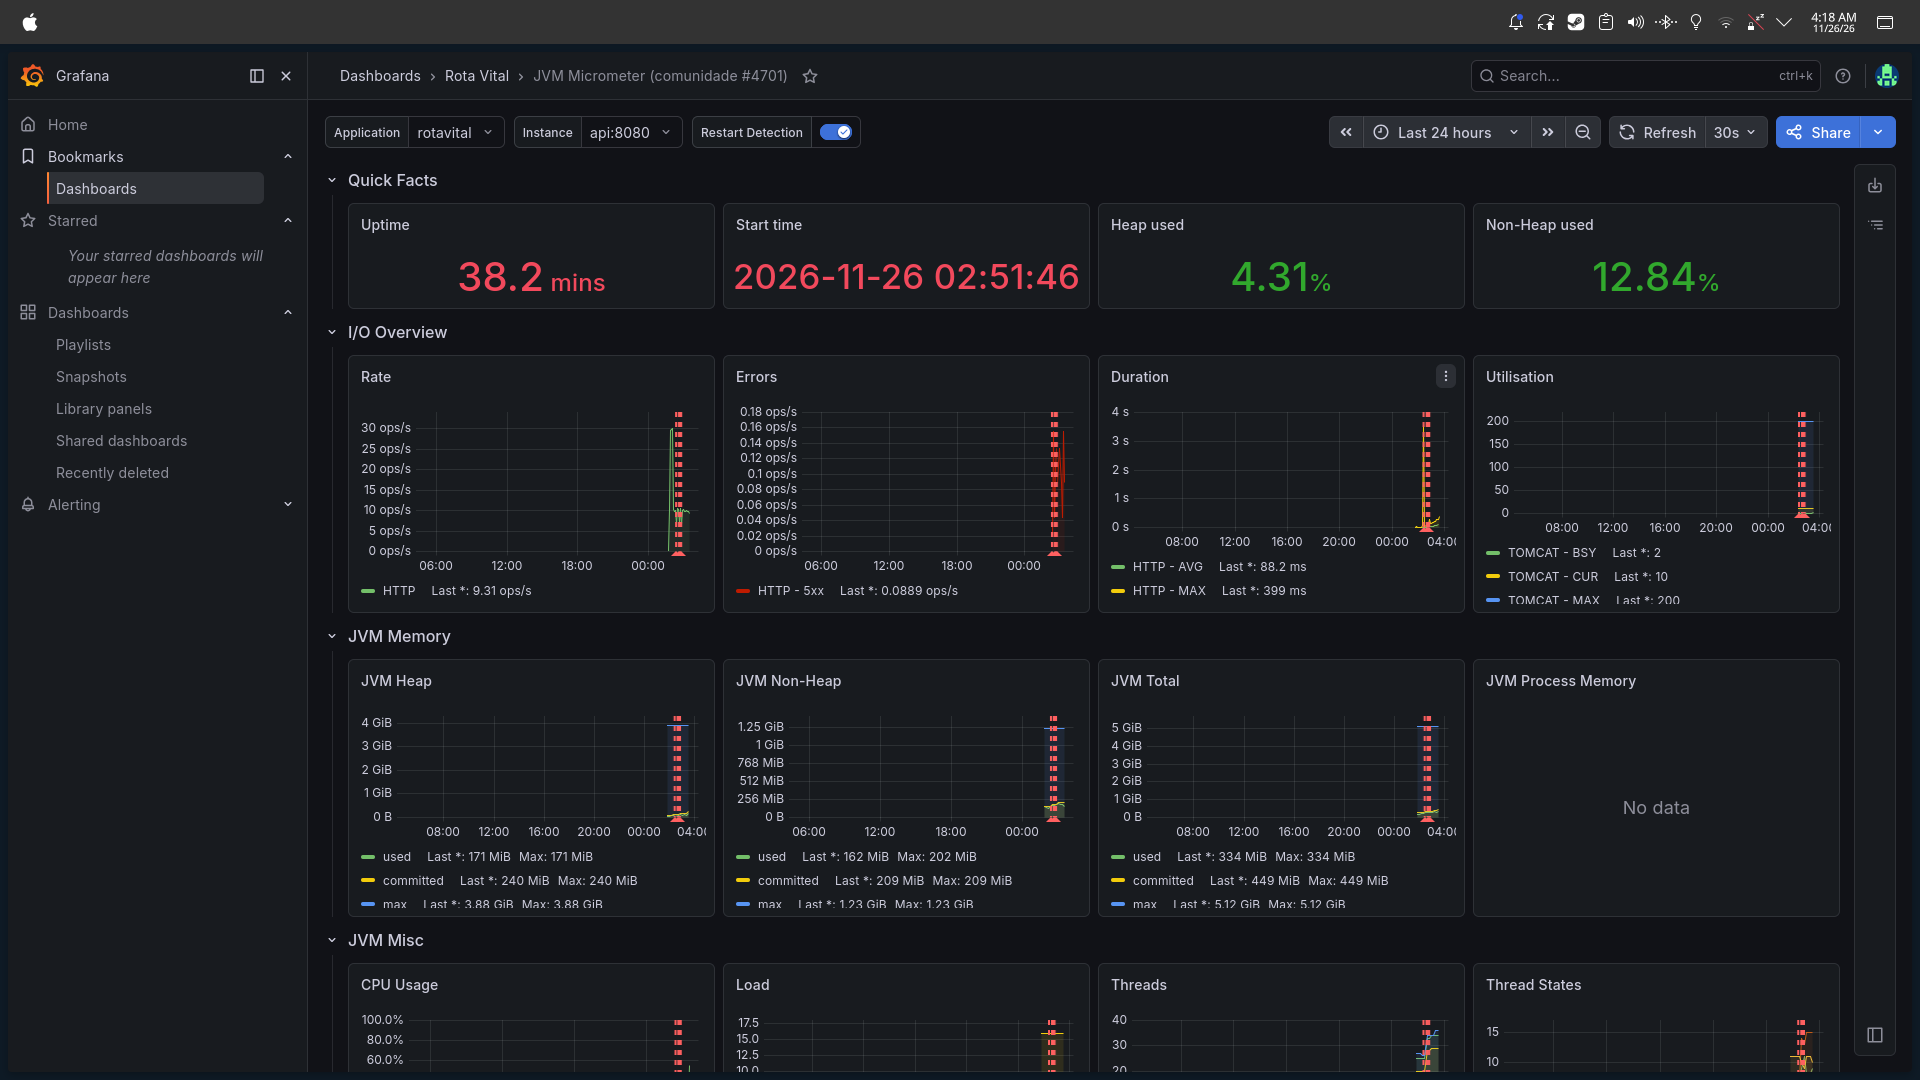 4:18 AM
11/26/26
Grafana
Dashboards › Rota Vital › JVM Micrometer (comunidade #4701)
Search...
ctrl+k
Home
Bookmarks
Dashboards
Starred
Your starred dashboards will
appear here
Dashboards
Playlists
Snapshots
Library panels
Shared dashboards
Recently deleted
Alerting
Application rotavital
Instance api:8080
Restart Detection
Last 24 hours
Refresh 30s
Share
Quick Facts
Uptime
38.2 mins
Start time
2026-11-26 02:51:46
Heap used
4.31%
Non-Heap used
12.84%
I/O Overview
Rate
30 ops/s
25 ops/s
20 ops/s
15 ops/s
10 ops/s
5 ops/s
0 ops/s
06:00 12:00 18:00 00:00
HTTP Last *: 9.31 ops/s
Errors
0.18 ops/s
0.16 ops/s
0.14 ops/s
0.12 ops/s
0.1 ops/s
0.08 ops/s
0.06 ops/s
0.04 ops/s
0.02 ops/s
0 ops/s
06:00 12:00 18:00 00:00
HTTP - 5xx Last *: 0.0889 ops/s
Duration
4 s
3 s
2 s
1 s
0 s
08:00 12:00 16:00 20:00 00:00 04:00
HTTP - AVG Last *: 88.2 ms
HTTP - MAX Last *: 399 ms
Utilisation
200
150
100
50
0
08:00 12:00 16:00 20:00 00:00 04:00
TOMCAT - BSY Last *: 2
TOMCAT - CUR Last *: 10
TOMCAT - MAX Last *: 200
JVM Memory
JVM Heap
4 GiB
3 GiB
2 GiB
1 GiB
0 B
08:00 12:00 16:00 20:00 00:00 04:00
used Last *: 171 MiB Max: 171 MiB
committed Last *: 240 MiB Max: 240 MiB
max Last *: 3.88 GiB Max: 3.88 GiB
JVM Non-Heap
1.25 GiB
1 GiB
768 MiB
512 MiB
256 MiB
0 B
06:00 12:00 18:00 00:00
used Last *: 162 MiB Max: 202 MiB
committed Last *: 209 MiB Max: 209 MiB
max Last *: 1.23 GiB Max: 1.23 GiB
JVM Total
5 GiB
4 GiB
3 GiB
2 GiB
1 GiB
0 B
08:00 12:00 16:00 20:00 00:00 04:00
used Last *: 334 MiB Max: 334 MiB
committed Last *: 449 MiB Max: 449 MiB
max Last *: 5.12 GiB Max: 5.12 GiB
JVM Process Memory
No data
JVM Misc
CPU Usage
100.0%
80.0%
60.0%
Load
17.5
15.0
12.5
10.0
Threads
40
30
20
Thread States
15
10